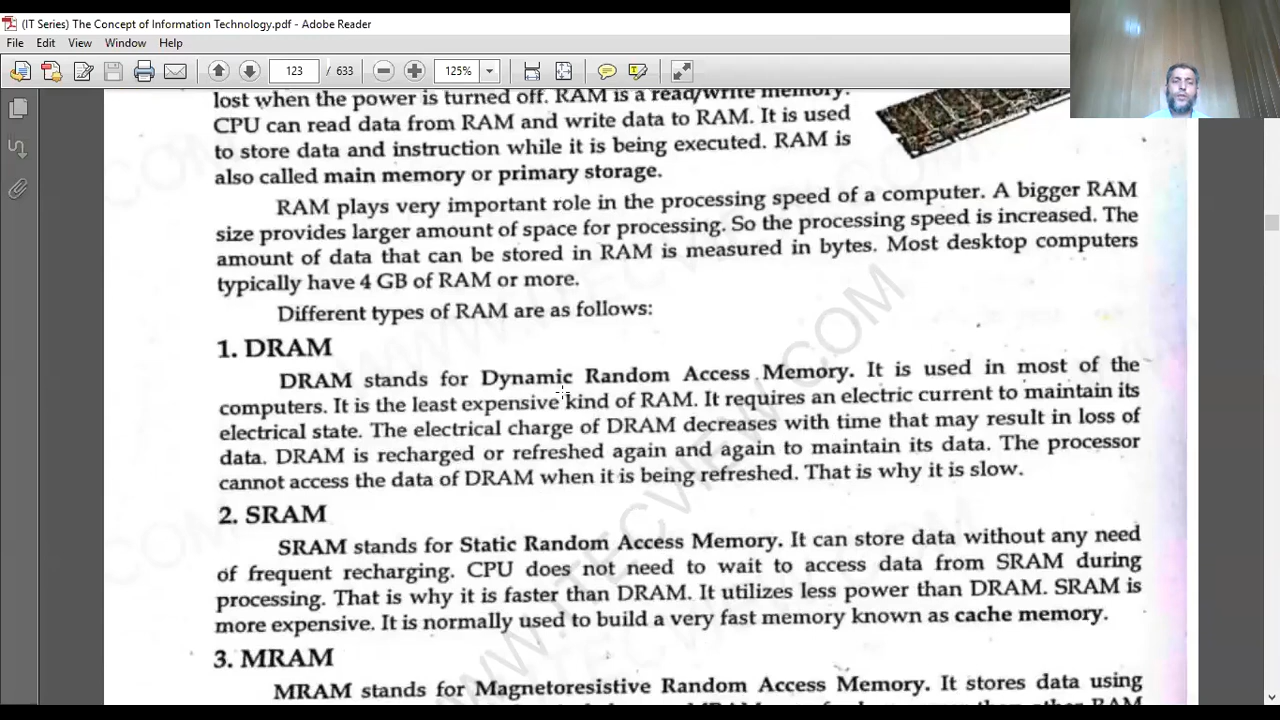 (IT Series) The Concept of Information Technology.pdf - Adobe Reader
File Edit View Window Help
123 / 633 125%
lost when the power is turned off. RAM is a read/write memory.
CPU can read data from RAM and write data to RAM. It is used
to store data and instruction while it is being executed. RAM is
also called main memory or primary storage.
RAM plays very important role in the processing speed of a computer. A bigger RAM
size provides larger amount of space for processing. So the processing speed is increased. The
amount of data that can be stored in RAM is measured in bytes. Most desktop computers
typically have 4 GB of RAM or more.
Different types of RAM are as follows:
1. DRAM
DRAM stands for Dynamic Random Access Memory. It is used in most of the
computers. It is the least expensive kind of RAM. It requires an electric current to maintain its
electrical state. The electrical charge of DRAM decreases with time that may result in loss of
data. DRAM is recharged or refreshed again and again to maintain its data. The processor
cannot access the data of DRAM when it is being refreshed. That is why it is slow.
2. SRAM
SRAM stands for Static Random Access Memory. It can store data without any need
of frequent recharging. CPU does not need to wait to access data from SRAM during
processing. That is why it is faster than DRAM. It utilizes less power than DRAM. SRAM is
more expensive. It is normally used to build a very fast memory known as cache memory.
3. MRAM
MRAM stands for Magnetoresistive Random Access Memory. It stores data using
WWW.ITECVIEW.COM